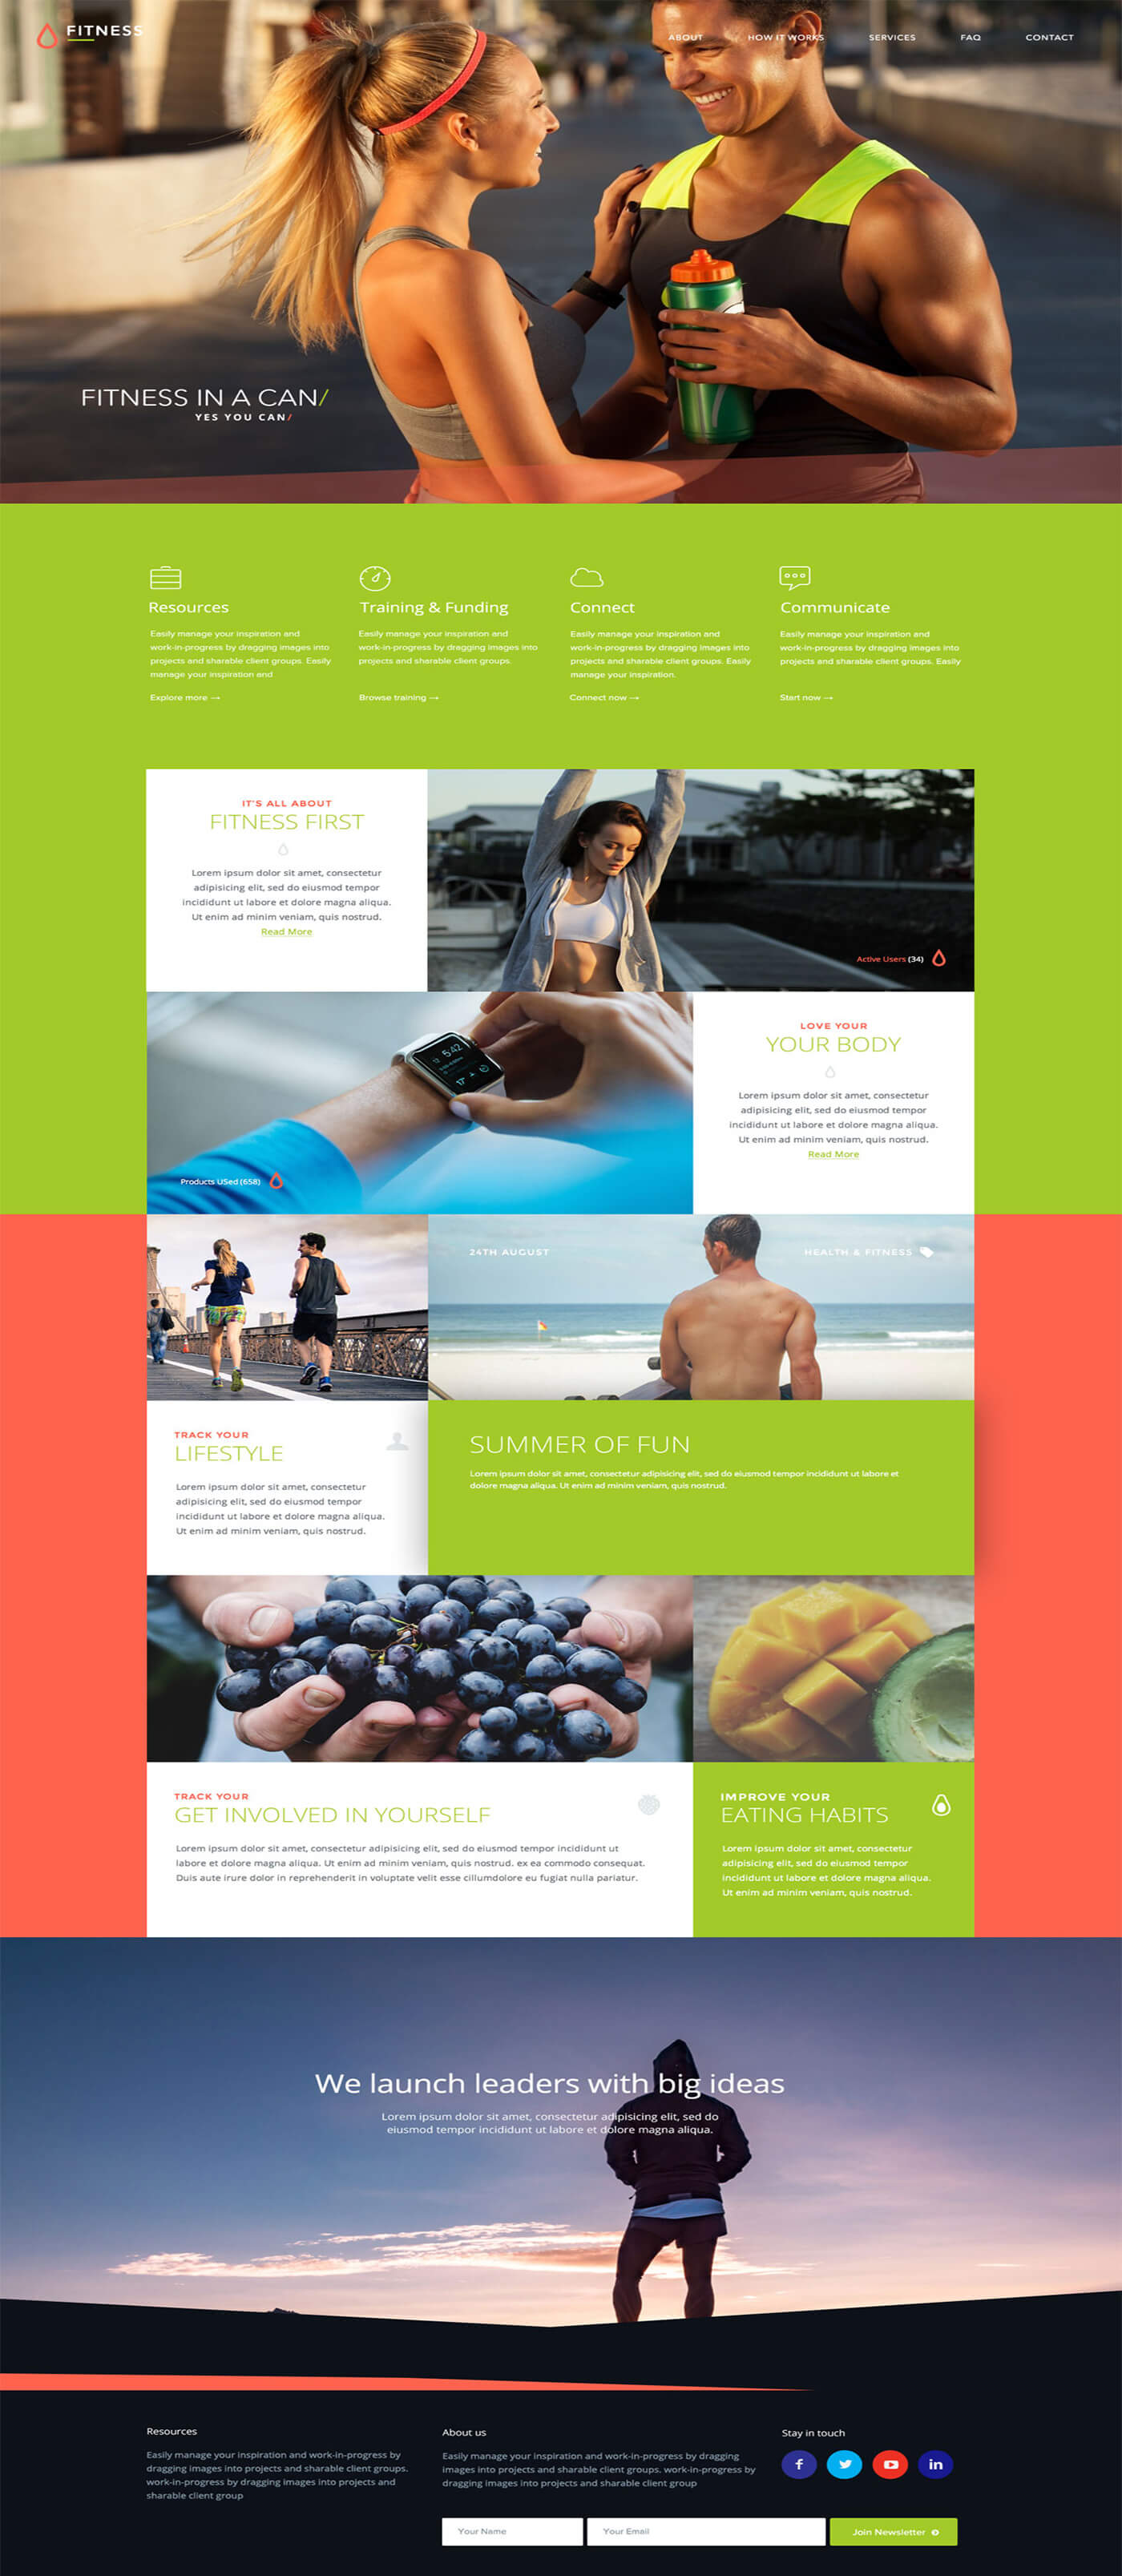 FITNESS
ABOUT
HOW IT WORKS
SERVICES
FAQ
CONTACT
FITNESS IN A CAN/
YES YOU CAN/
Resources
Easily manage your inspiration and
work-in-progress by dragging images into
projects and sharable client groups. Easily
manage your inspiration and
Explore more →
Training & Funding
Easily manage your inspiration and
work-in-progress by dragging images into
projects and sharable client groups.
Browse training →
Connect
Easily manage your inspiration and
work-in-progress by dragging images into
projects and sharable client groups. Easily
manage your inspiration.
Connect now →
Communicate
Easily manage your inspiration and
work-in-progress by dragging images into
projects and sharable client groups. Easily
Start now →
IT'S ALL ABOUT
FITNESS FIRST
Lorem ipsum dolor sit amet, consectetur
adipisicing elit, sed do eiusmod tempor
incididunt ut labore et dolore magna aliqua.
Ut enim ad minim veniam, quis nostrud.
Read More
Active Users (34)
5:42
Products USed (658)
LOVE YOUR
YOUR BODY
Lorem ipsum dolor sit amet, consectetur
adipisicing elit, sed do eiusmod tempor
incididunt ut labore et dolore magna aliqua.
Ut enim ad minim veniam, quis nostrud.
Read More
24TH AUGUST
HEALTH & FITNESS
TRACK YOUR
LIFESTYLE
Lorem ipsum dolor sit amet, consectetur
adipisicing elit, sed do eiusmod tempor
incididunt ut labore et dolore magna aliqua.
Ut enim ad minim veniam, quis nostrud.
SUMMER OF FUN
Lorem ipsum dolor sit amet, consectetur adipisicing elit, sed do eiusmod tempor incididunt ut labore et
dolore magna aliqua. Ut enim ad minim veniam, quis nostrud.
TRACK YOUR
GET INVOLVED IN YOURSELF
Lorem ipsum dolor sit amet, consectetur adipisicing elit, sed do eiusmod tempor incididunt ut
labore et dolore magna aliqua. Ut enim ad minim veniam, quis nostrud. ex ea commodo consequat.
Duis aute irure dolor in reprehenderit in voluptate velit esse cillumdolore eu fugiat nulla pariatur.
IMPROVE YOUR
EATING HABITS
Lorem ipsum dolor sit amet, consectetur
adipisicing elit, sed do eiusmod tempor
incididunt ut labore et dolore magna aliqua.
Ut enim ad minim veniam, quis nostrud.
We launch leaders with big ideas
Lorem ipsum dolor sit amet, consectetur adipisicing elit, sed do
eiusmod tempor incididunt ut labore et dolore magna aliqua.
Resources
Easily manage your inspiration and work-in-progress by
dragging images into projects and sharable client groups.
work-in-progress by dragging images into projects and
sharable client group
About us
Easily manage your inspiration and work-in-progress by dragging
images into projects and sharable client groups. work-in-progress by
dragging images into projects and sharable client group
Stay in touch
f
in
Your Name
Your Email
Join Newsletter